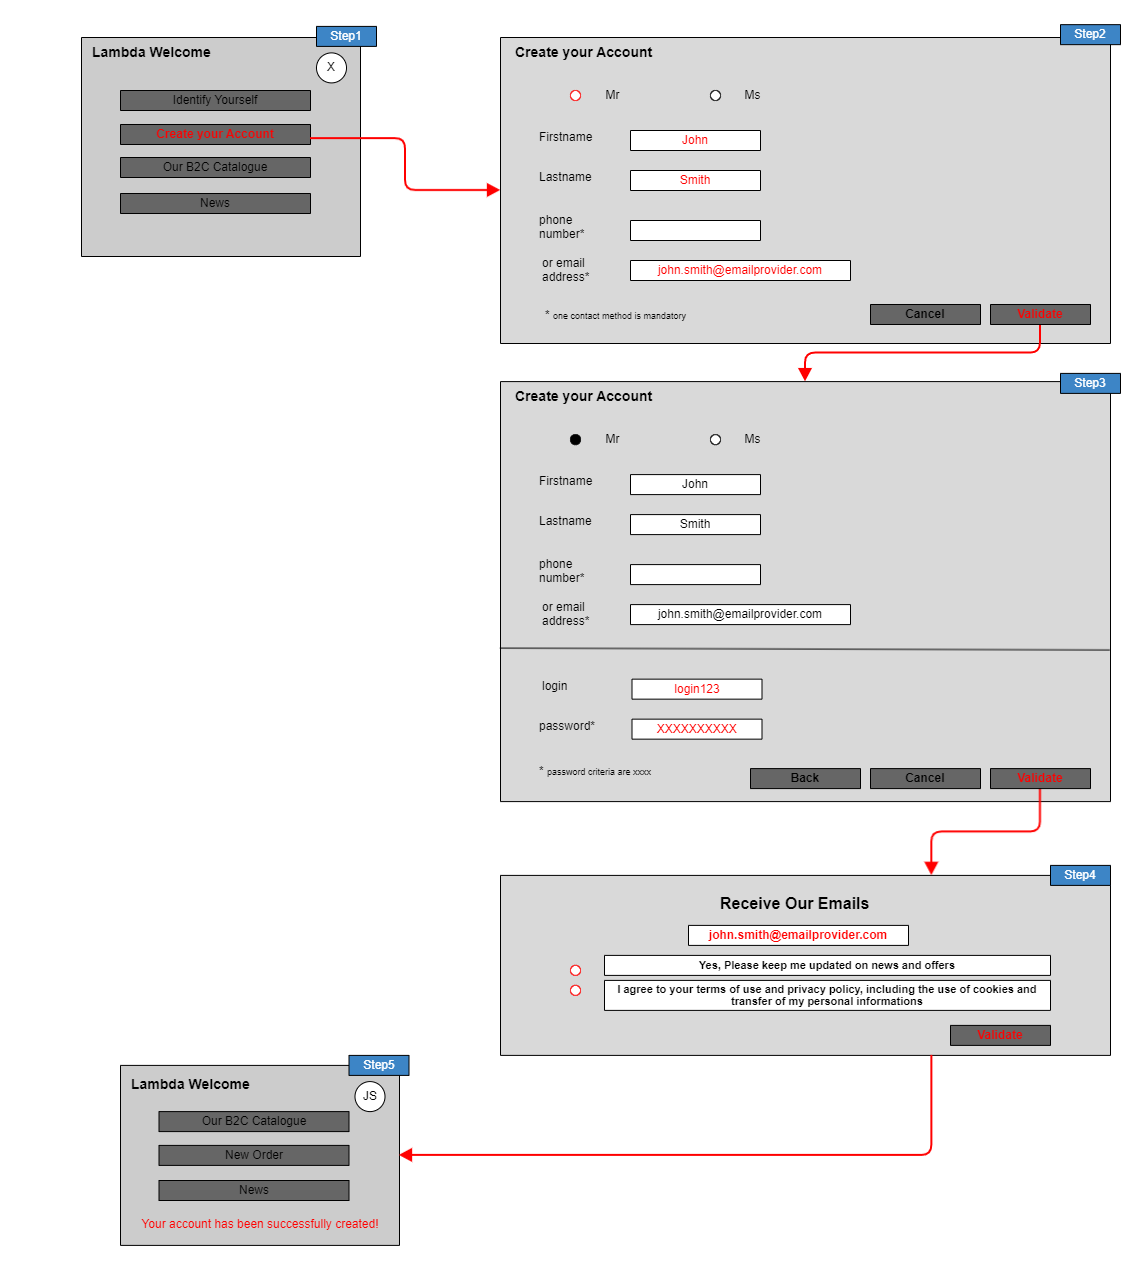 Step1
Lambda Welcome
X
Identify Yourself
Create your Account
Our B2C Catalogue
News
Step2
Create your Account
Mr
Ms
Firstname
John
Lastname
Smith
phone
number*
or email
address*
john.smith@emailprovider.com
* one contact method is mandatory
Cancel
Validate
Step3
Create your Account
Mr
Ms
Firstname
John
Lastname
Smith
phone
number*
or email
address*
john.smith@emailprovider.com
login
login123
password*
XXXXXXXXXX
* password criteria are xxxx
Back
Cancel
Validate
Step4
Receive Our Emails
john.smith@emailprovider.com
Yes, Please keep me updated on news and offers
I agree to your terms of use and privacy policy, including the use of cookies and
transfer of my personal informations
Validate
Step5
Lambda Welcome
JS
Our B2C Catalogue
New Order
News
Your account has been successfully created!